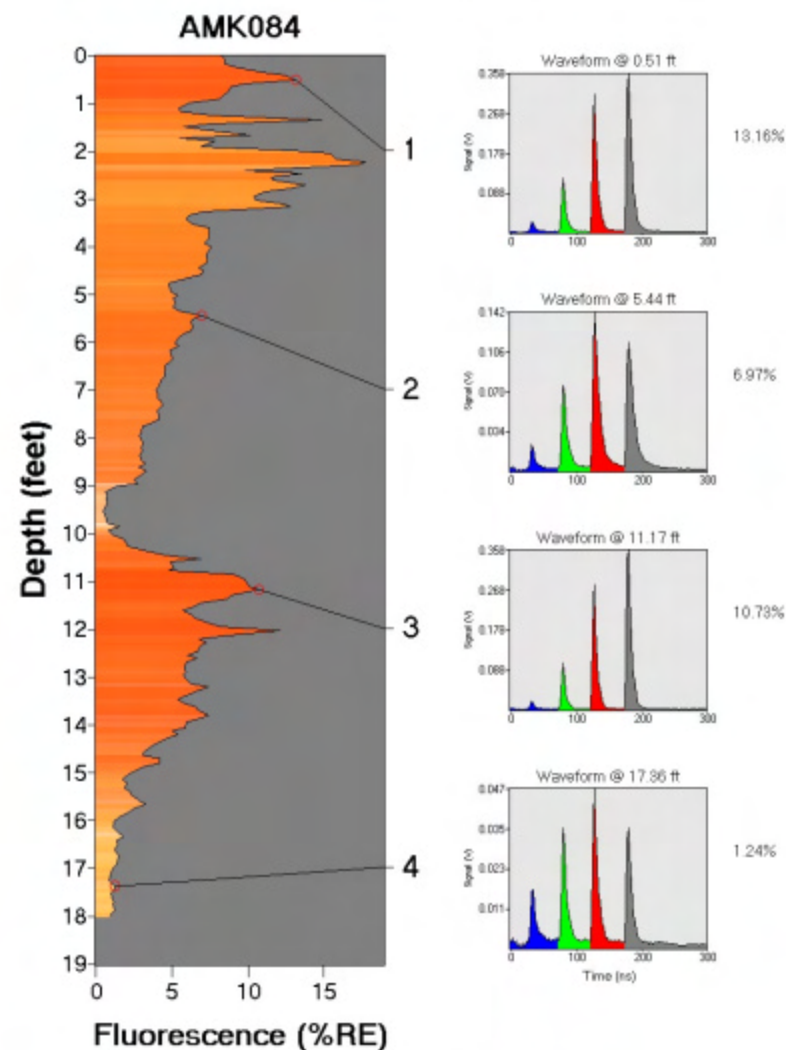 AMK084
Depth (feet)
0
1
2
3
4
5
6
7
8
9
10
11
12
13
14
15
16
17
18
19
0 5 10 15
Fluorescence (%RE)
1
2
3
4
Waveform @ 0.51 ft
Signal (V)
0.358
0.268
0.178
0.088
0 100 200 300
13.16%
Waveform @ 5.44 ft
Signal (V)
0.142
0.106
0.070
0.034
0 100 200 300
6.97%
Waveform @ 11.17 ft
Signal (V)
0.358
0.268
0.178
0.088
0 100 200 300
10.73%
Waveform @ 17.36 ft
Signal (V)
0.047
0.035
0.023
0.011
0 100 200 300
Time (ns)
1.24%